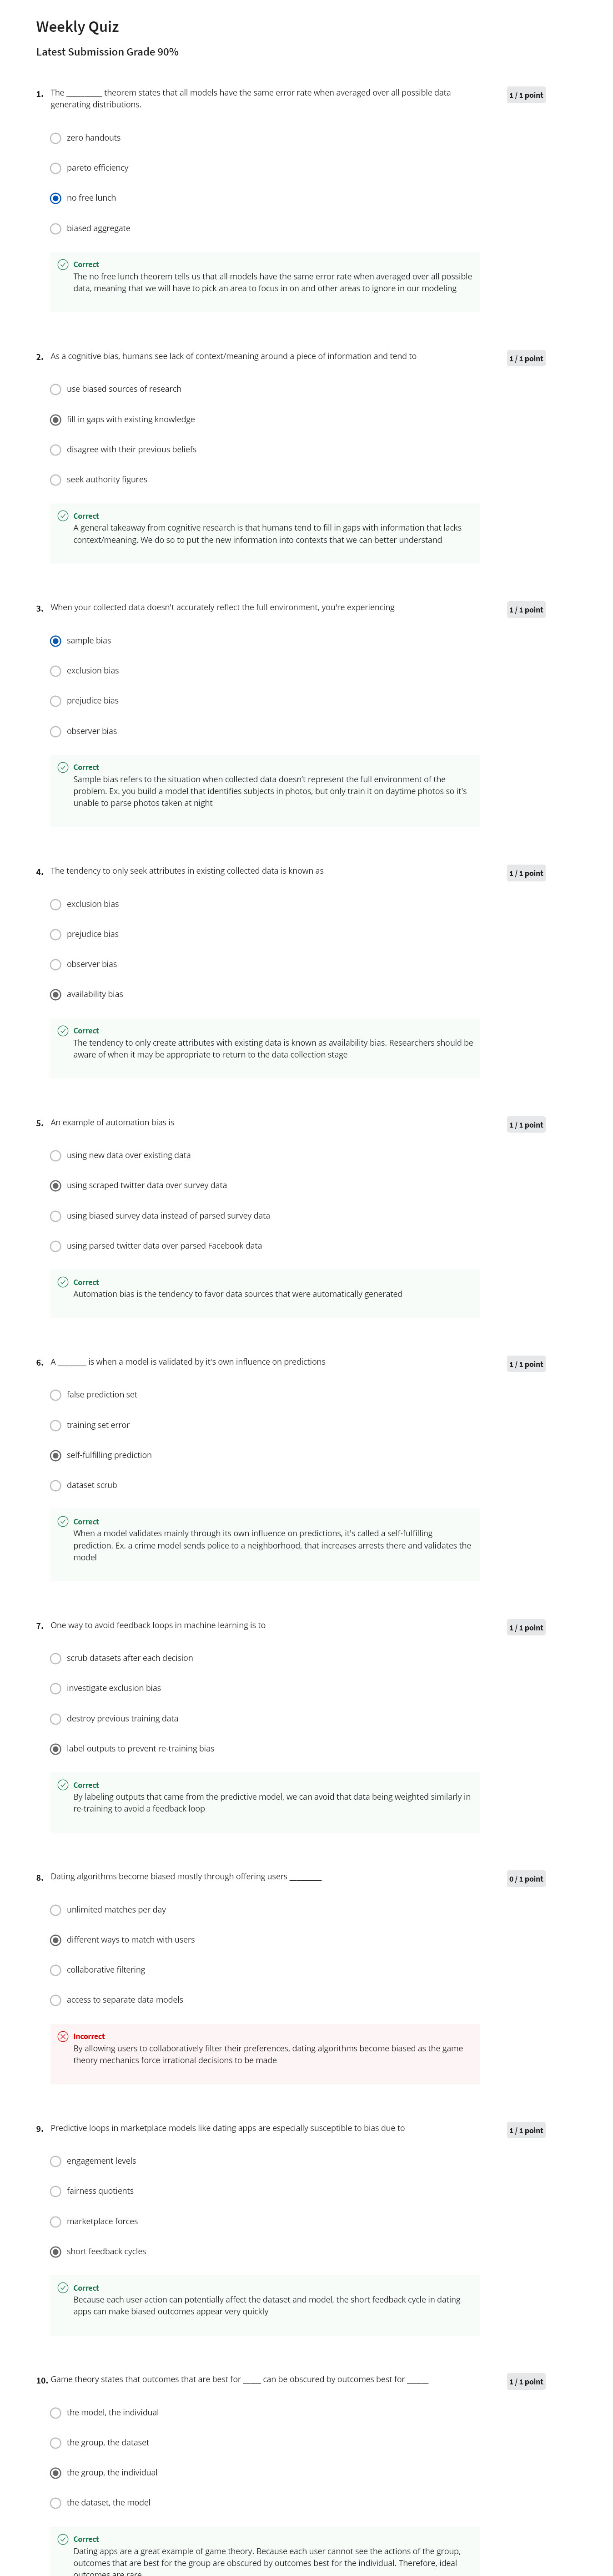 Weekly Quiz
Latest Submission Grade 90%
1. The ________ theorem states that all models have the same error rate when averaged over all possible data 1 / 1 point
generating distributions.
zero handouts
pareto efficiency
no free lunch
biased aggregate
Correct
The no free lunch theorem tells us that all models have the same error rate when averaged over all possible
data, meaning that we will have to pick an area to focus in on and other areas to ignore in our modeling
2. As a cognitive bias, humans see lack of context/meaning around a piece of information and tend to 1 / 1 point
use biased sources of research
fill in gaps with existing knowledge
disagree with their previous beliefs
seek authority figures
Correct
A general takeaway from cognitive research is that humans tend to fill in gaps with information that lacks
context/meaning. We do so to put the new information into contexts that we can better understand
3. When your collected data doesn't accurately reflect the full environment, you're experiencing 1 / 1 point
sample bias
exclusion bias
prejudice bias
observer bias
Correct
Sample bias refers to the situation when collected data doesn't represent the full environment of the
problem. Ex. you build a model that identifies subjects in photos, but only train it on daytime photos so it's
unable to parse photos taken at night
4. The tendency to only seek attributes in existing collected data is known as 1 / 1 point
exclusion bias
prejudice bias
observer bias
availability bias
Correct
The tendency to only create attributes with existing data is known as availability bias. Researchers should be
aware of when it may be appropriate to return to the data collection stage
5. An example of automation bias is 1 / 1 point
using new data over existing data
using scraped twitter data over survey data
using biased survey data instead of parsed survey data
using parsed twitter data over parsed Facebook data
Correct
Automation bias is the tendency to favor data sources that were automatically generated
6. A _______ is when a model is validated by it's own influence on predictions 1 / 1 point
false prediction set
training set error
self-fulfilling prediction
dataset scrub
Correct
When a model validates mainly through its own influence on predictions, it's called a self-fulfilling
prediction. Ex. a crime model sends police to a neighborhood, that increases arrests there and validates the
model
7. One way to avoid feedback loops in machine learning is to 1 / 1 point
scrub datasets after each decision
investigate exclusion bias
destroy previous training data
label outputs to prevent re-training bias
Correct
By labeling outputs that came from the predictive model, we can avoid that data being weighted similarly in
re-training to avoid a feedback loop
8. Dating algorithms become biased mostly through offering users ________ 0 / 1 point
unlimited matches per day
different ways to match with users
collaborative filtering
access to separate data models
Incorrect
By allowing users to collaboratively filter their preferences, dating algorithms become biased as the game
theory mechanics force irrational decisions to be made
9. Predictive loops in marketplace models like dating apps are especially susceptible to bias due to 1 / 1 point
engagement levels
fairness quotients
marketplace forces
short feedback cycles
Correct
Because each user action can potentially affect the dataset and model, the short feedback cycle in dating
apps can make biased outcomes appear very quickly
10. Game theory states that outcomes that are best for ____ can be obscured by outcomes best for _____ 1 / 1 point
the model, the individual
the group, the dataset
the group, the individual
the dataset, the model
Correct
Dating apps are a great example of game theory. Because each user cannot see the actions of the group,
outcomes that are best for the group are obscured by outcomes best for the individual. Therefore, ideal
outcomes are rare